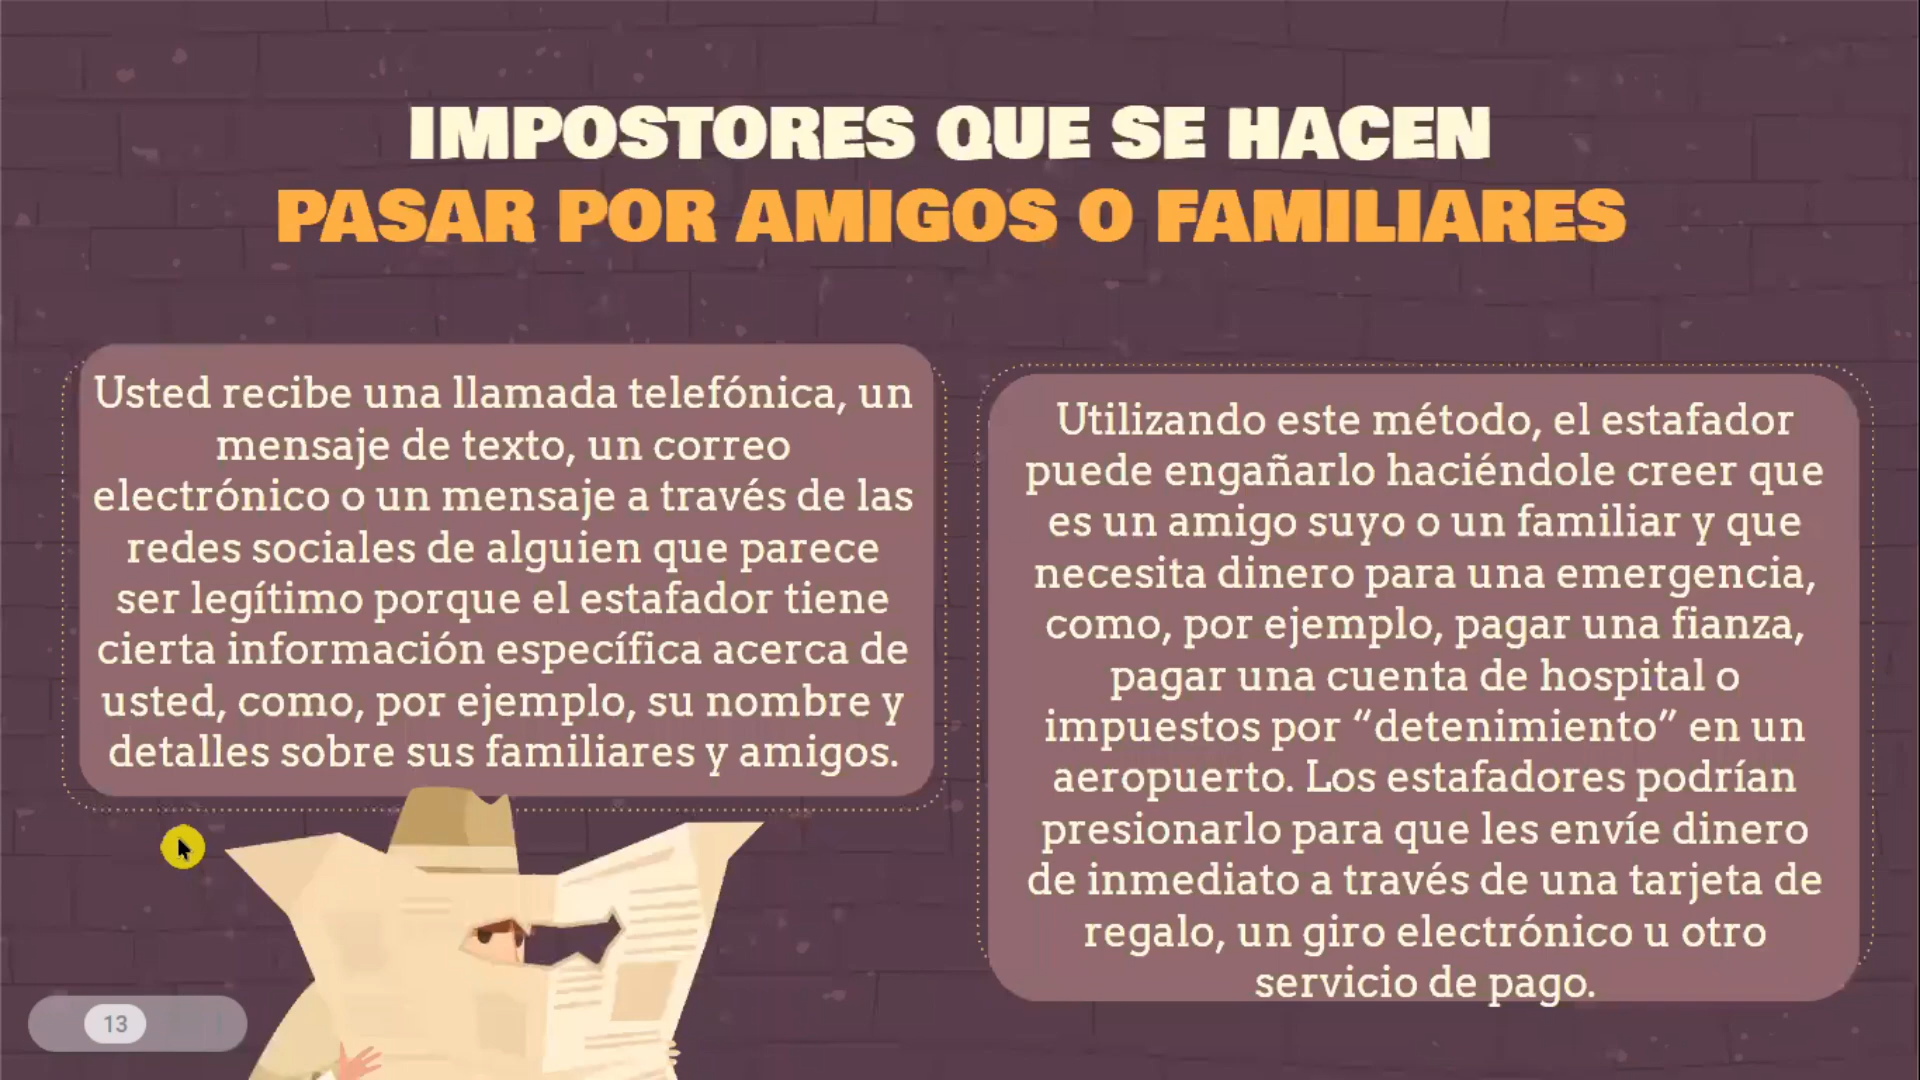 IMPOSTORES QUE SE HACEN
PASAR POR AMIGOS O FAMILIARES
Usted recibe una llamada telefónica, un
mensaje de texto, un correo
electrónico o un mensaje a través de las
redes sociales de alguien que parece
ser legítimo porque el estafador tiene
cierta información específica acerca de
usted, como, por ejemplo, su nombre y
detalles sobre sus familiares y amigos.
Utilizando este método, el estafador
puede engañarlo haciéndole creer que
es un amigo suyo o un familiar y que
necesita dinero para una emergencia,
como, por ejemplo, pagar una fianza,
pagar una cuenta de hospital o
impuestos por “detenimiento” en un
aeropuerto. Los estafadores podrían
presionarlo para que les envíe dinero
de inmediato a través de una tarjeta de
regalo, un giro electrónico u otro
servicio de pago.
13